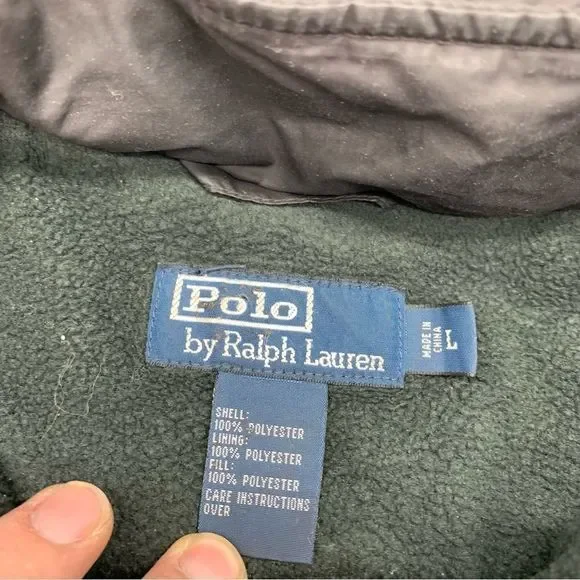 Polo
by Ralph Lauren
MADE IN
CHINA
L
SHELL:
100% POLYESTER
LINING:
100% POLYESTER
FILL:
100% POLYESTER
CARE INSTRUCTIONS
OVER